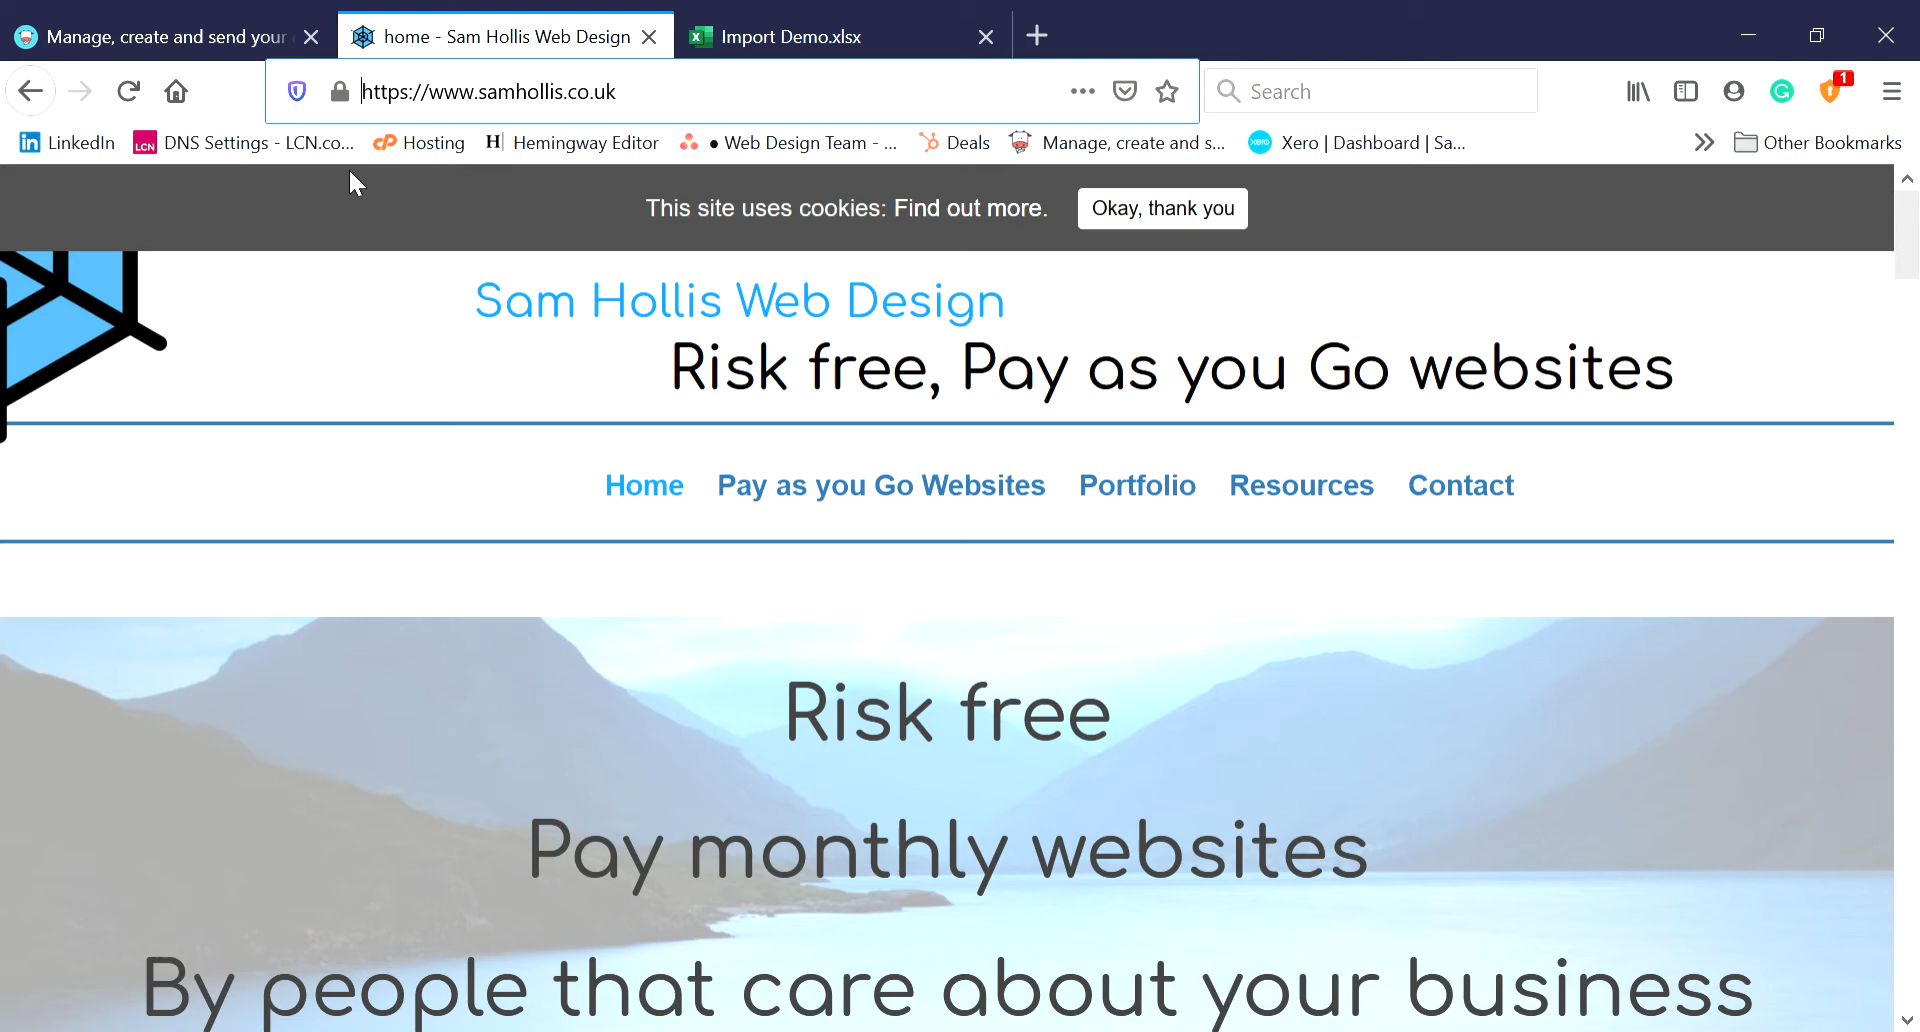 Manage, create and send your
home - Sam Hollis Web Design
Import Demo.xlsx
https://www.samhollis.co.uk
Search
1
LinkedIn
LCN
DNS Settings - LCN.co...
cP
Hosting
H
Hemingway Editor
● Web Design Team - ...
Deals
Manage, create and s...
xero
Xero | Dashboard | Sa...
Other Bookmarks
This site uses cookies: Find out more.
Okay, thank you
Sam Hollis Web Design
Risk free, Pay as you Go websites
Home Pay as you Go Websites Portfolio Resources Contact
Risk free
Pay monthly websites
By people that care about your business